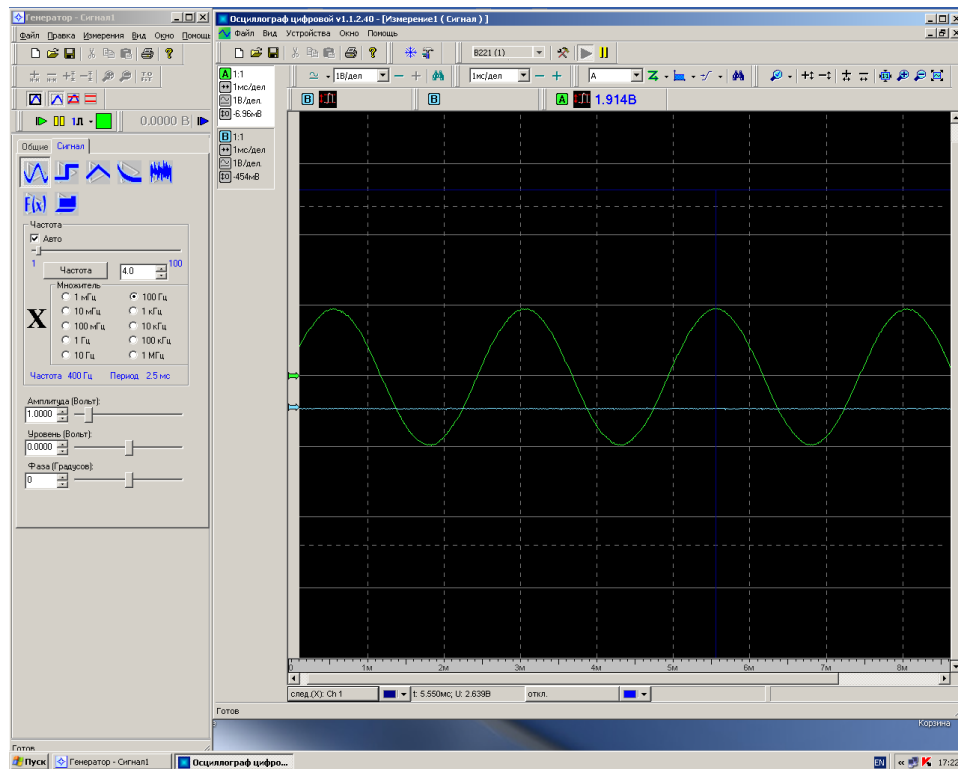 Генератор - Сигнал1
Файл Правка Измерения Вид Окно Помощь
0.0000 В
Общие Сигнал
F(x)
Частота
Авто
1 100
Частота 4.0
Множитель
X
1 мГц 100 Гц
10 мГц 1 кГц
100 мГц 10 кГц
1 Гц 100 кГц
10 Гц 1 МГц
Частота 400 Гц Период 2.5 мс
Амплитуда (Вольт):
1.0000
Уровень (Вольт):
0.0000
Фаза (Градусов):
0
Готов
Осциллограф цифровой v1.1.2.40 - [Измерение1 ( Сигнал ) ]
Файл Вид Устройства Окно Помощь
B221 (1)
A 1:1
1мс/дел
1В/дел.
-6.96мВ
B 1:1
1мс/дел
1В/дел.
-454мВ
1В/дел 1мс/дел A
B B A 1.914В
0 1м 2м 3м 4м 5м 6м 7м 8м
след.(X): Ch 1 t: 5.550мс; U: 2.639В откл.
Готов
Корзина
Пуск Генератор - Сигнал1 Осциллограф цифро... EN 17:22